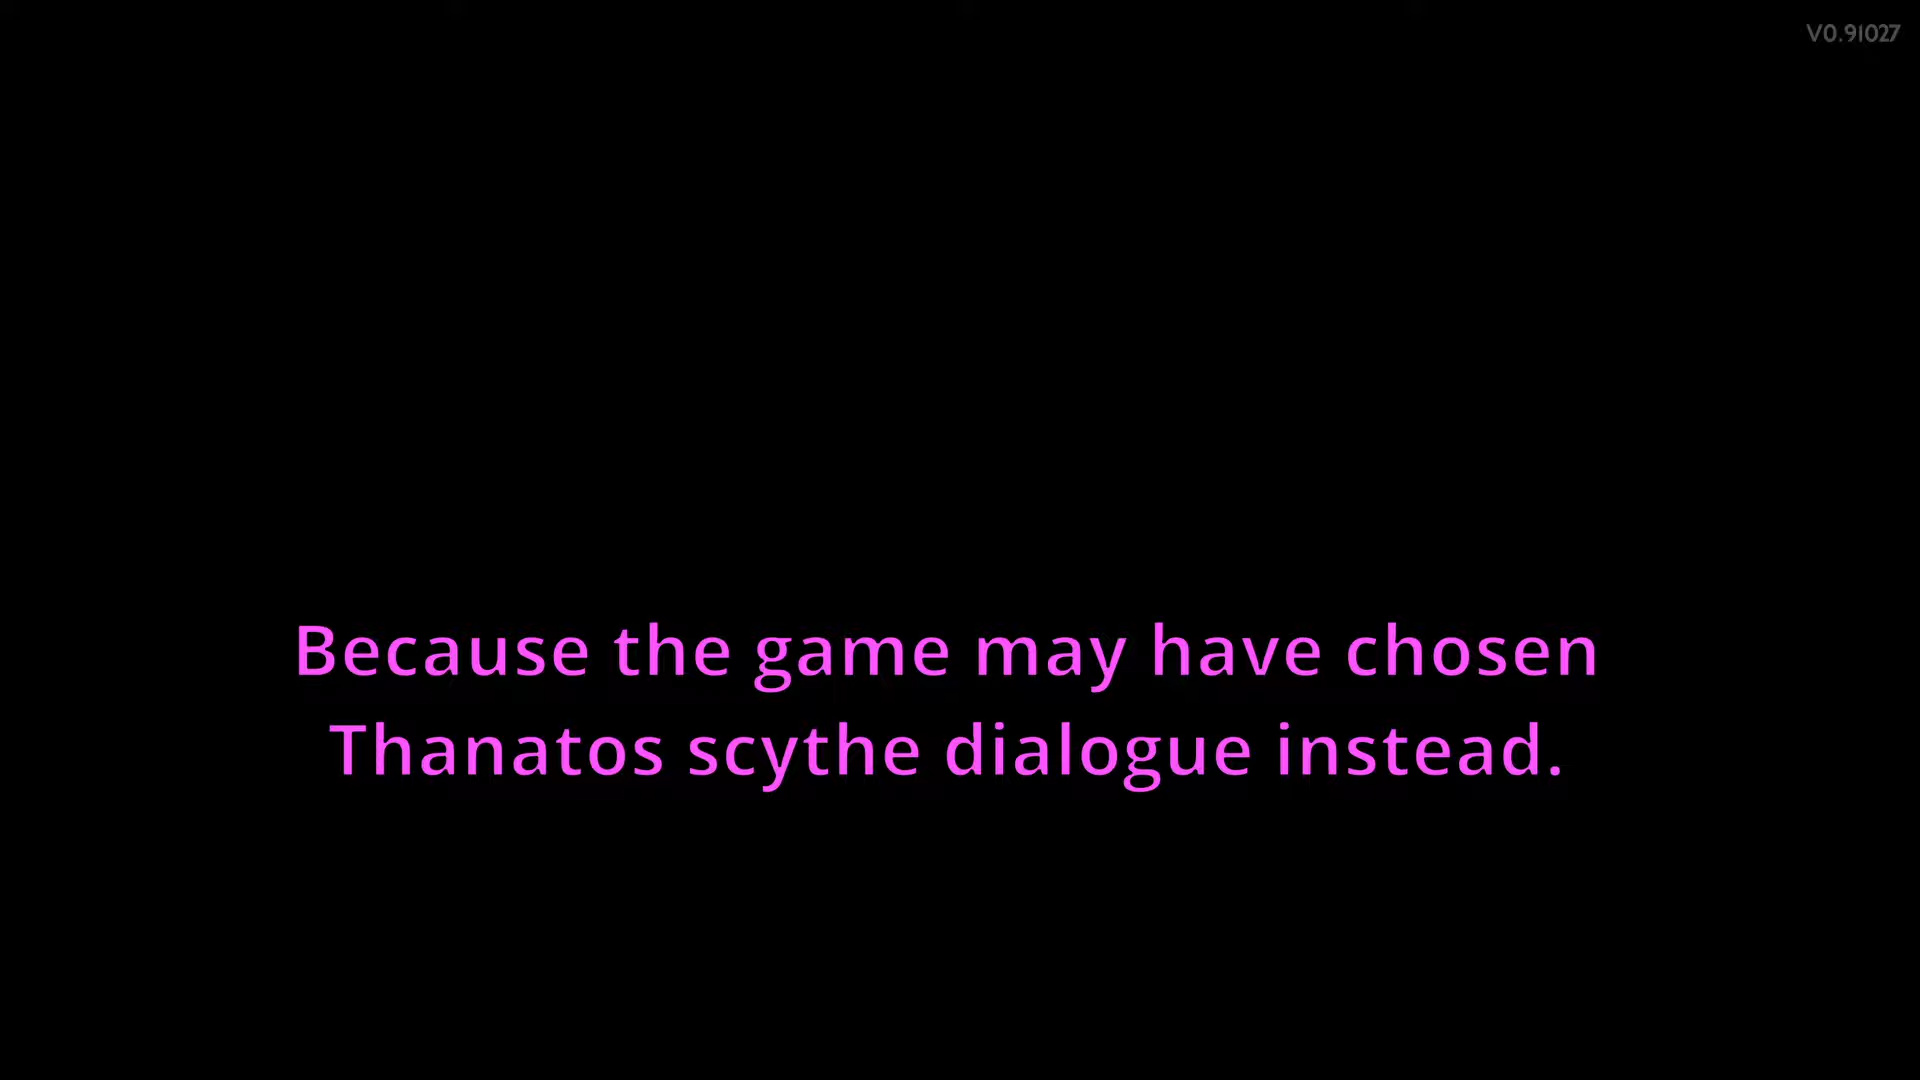 V0.91027
Because the game may have chosen
Thanatos scythe dialogue instead.